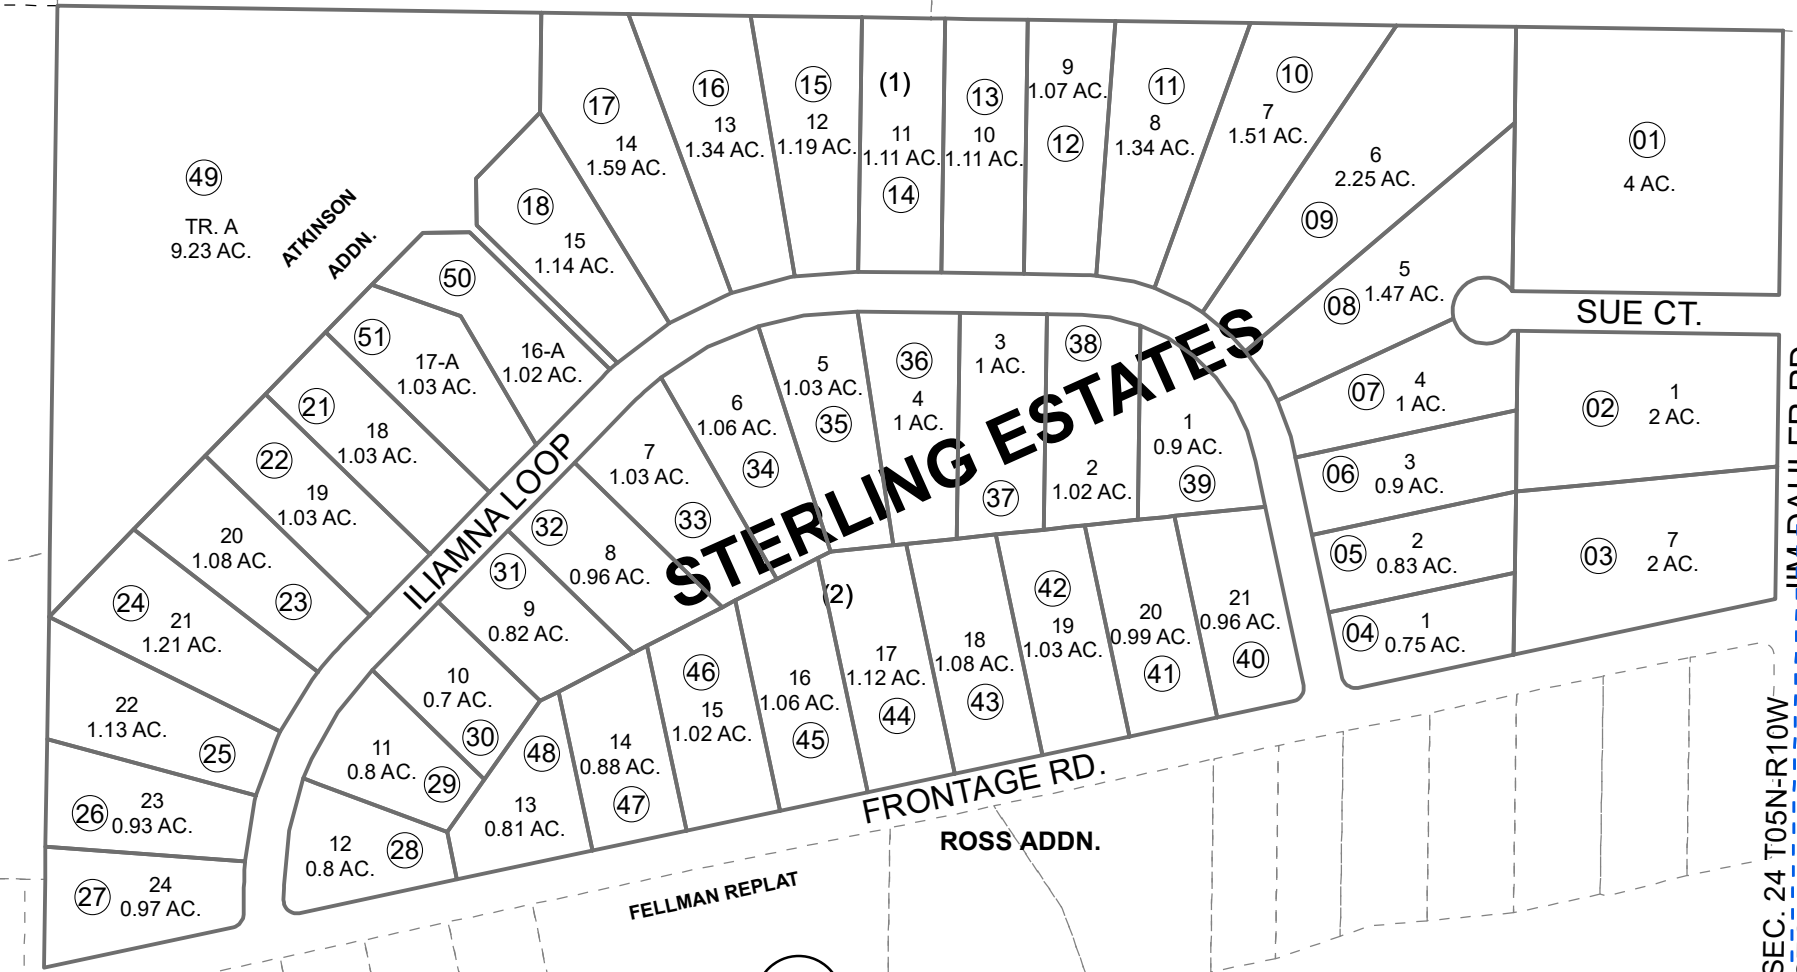 49
TR. A
9.23 AC.
ATKINSON
ADDN.
17
14
1.59 AC.
16
13
1.34 AC.
15
12
1.19 AC.
(1)
11
1.11 AC.
14
13
10
1.11 AC.
9
1.07 AC.
12
11
8
1.34 AC.
10
7
1.51 AC.
6
2.25 AC.
09
01
4 AC.
18
15
1.14 AC.
50
16-A
1.02 AC.
51
17-A
1.03 AC.
21
18
1.03 AC.
22
19
1.03 AC.
20
1.08 AC.
23
24
21
1.21 AC.
22
1.13 AC.
25
26
23
0.93 AC.
27
24
0.97 AC.
ILIAMNA LOOP
STERLING ESTATES
5
1.47 AC.
08
SUE CT.
07
4
1 AC.
06
3
0.9 AC.
05
2
0.83 AC.
04
1
0.75 AC.
02
1
2 AC.
03
7
2 AC.
5
1.03 AC.
35
36
4
1 AC.
3
1 AC.
37
38
2
1.02 AC.
1
0.9 AC.
39
6
1.06 AC.
34
7
1.03 AC.
33
32
8
0.96 AC.
31
9
0.82 AC.
10
0.7 AC.
30
11
0.8 AC.
29
12
0.8 AC.
28
48
13
0.81 AC.
14
0.88 AC.
47
46
15
1.02 AC.
16
1.06 AC.
45
(2)
17
1.12 AC.
44
18
1.08 AC.
43
42
19
1.03 AC.
20
0.99 AC.
41
21
0.96 AC.
40
FRONTAGE RD.
ROSS ADDN.
FELLMAN REPLAT
SEC. 24 T05N-R10W